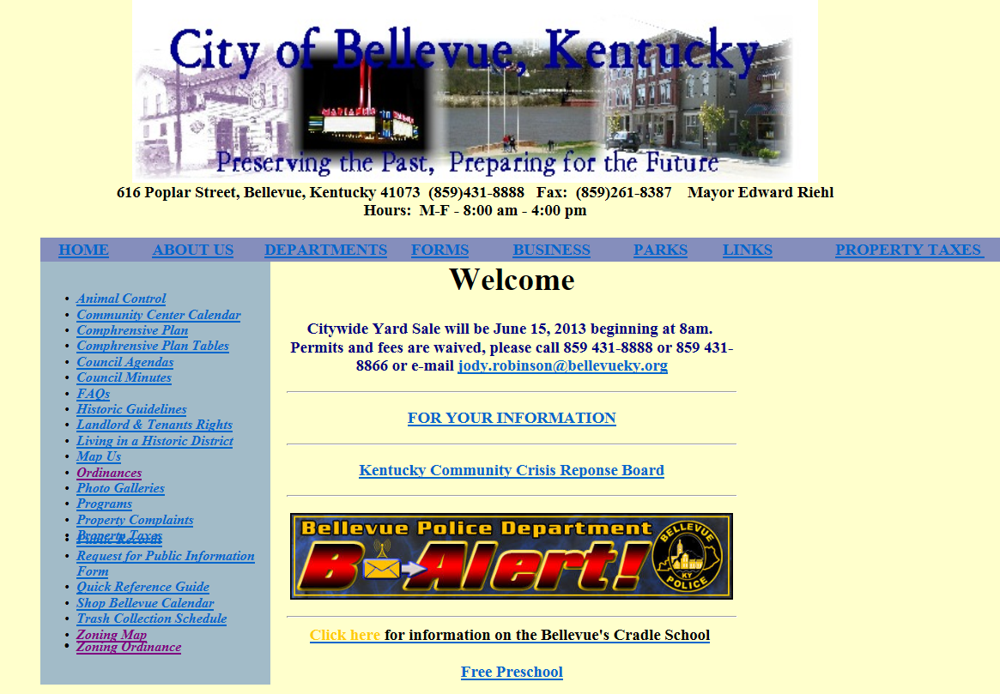 City of Bellevue, Kentucky
Preserving the Past, Preparing for the Future
616 Poplar Street, Bellevue, Kentucky 41073 (859)431-8888 Fax: (859)261-8387 Mayor Edward Riehl
Hours: M-F - 8:00 am - 4:00 pm
HOME ABOUT US DEPARTMENTS FORMS BUSINESS PARKS LINKS PROPERTY TAXES
• Animal Control
• Community Center Calendar
• Comphrensive Plan
• Comphrensive Plan Tables
• Council Agendas
• Council Minutes
• FAQs
• Historic Guidelines
• Landlord & Tenants Rights
• Living in a Historic District
• Map Us
• Ordinances
• Photo Galleries
• Programs
• Property Complaints
• Property Taxes
• Public Records
• Request for Public Information
Form
• Quick Reference Guide
• Shop Bellevue Calendar
• Trash Collection Schedule
• Zoning Map
• Zoning Ordinance
Welcome
Citywide Yard Sale will be June 15, 2013 beginning at 8am.
Permits and fees are waived, please call 859 431-8888 or 859 431-
8866 or e-mail jody.robinson@bellevueky.org
FOR YOUR INFORMATION
Kentucky Community Crisis Reponse Board
Bellevue Police Department
B-Alert!
BELLEVUE
KY
POLICE
Click here for information on the Bellevue's Cradle School
Free Preschool